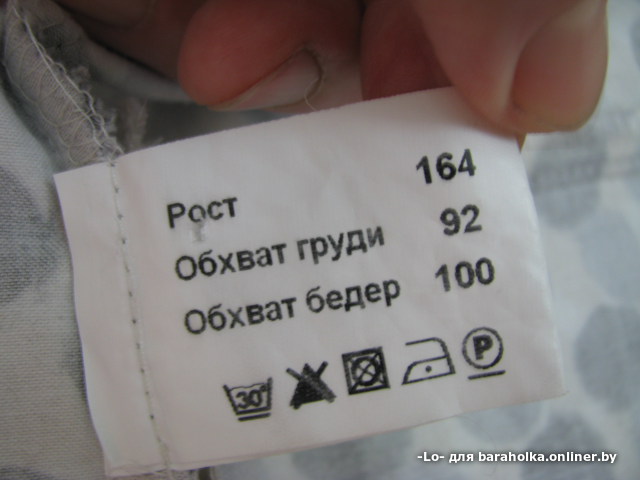 Рост 164
Обхват груди 92
Обхват бедер 100
30° P
-Lo- для baraholka.onliner.by